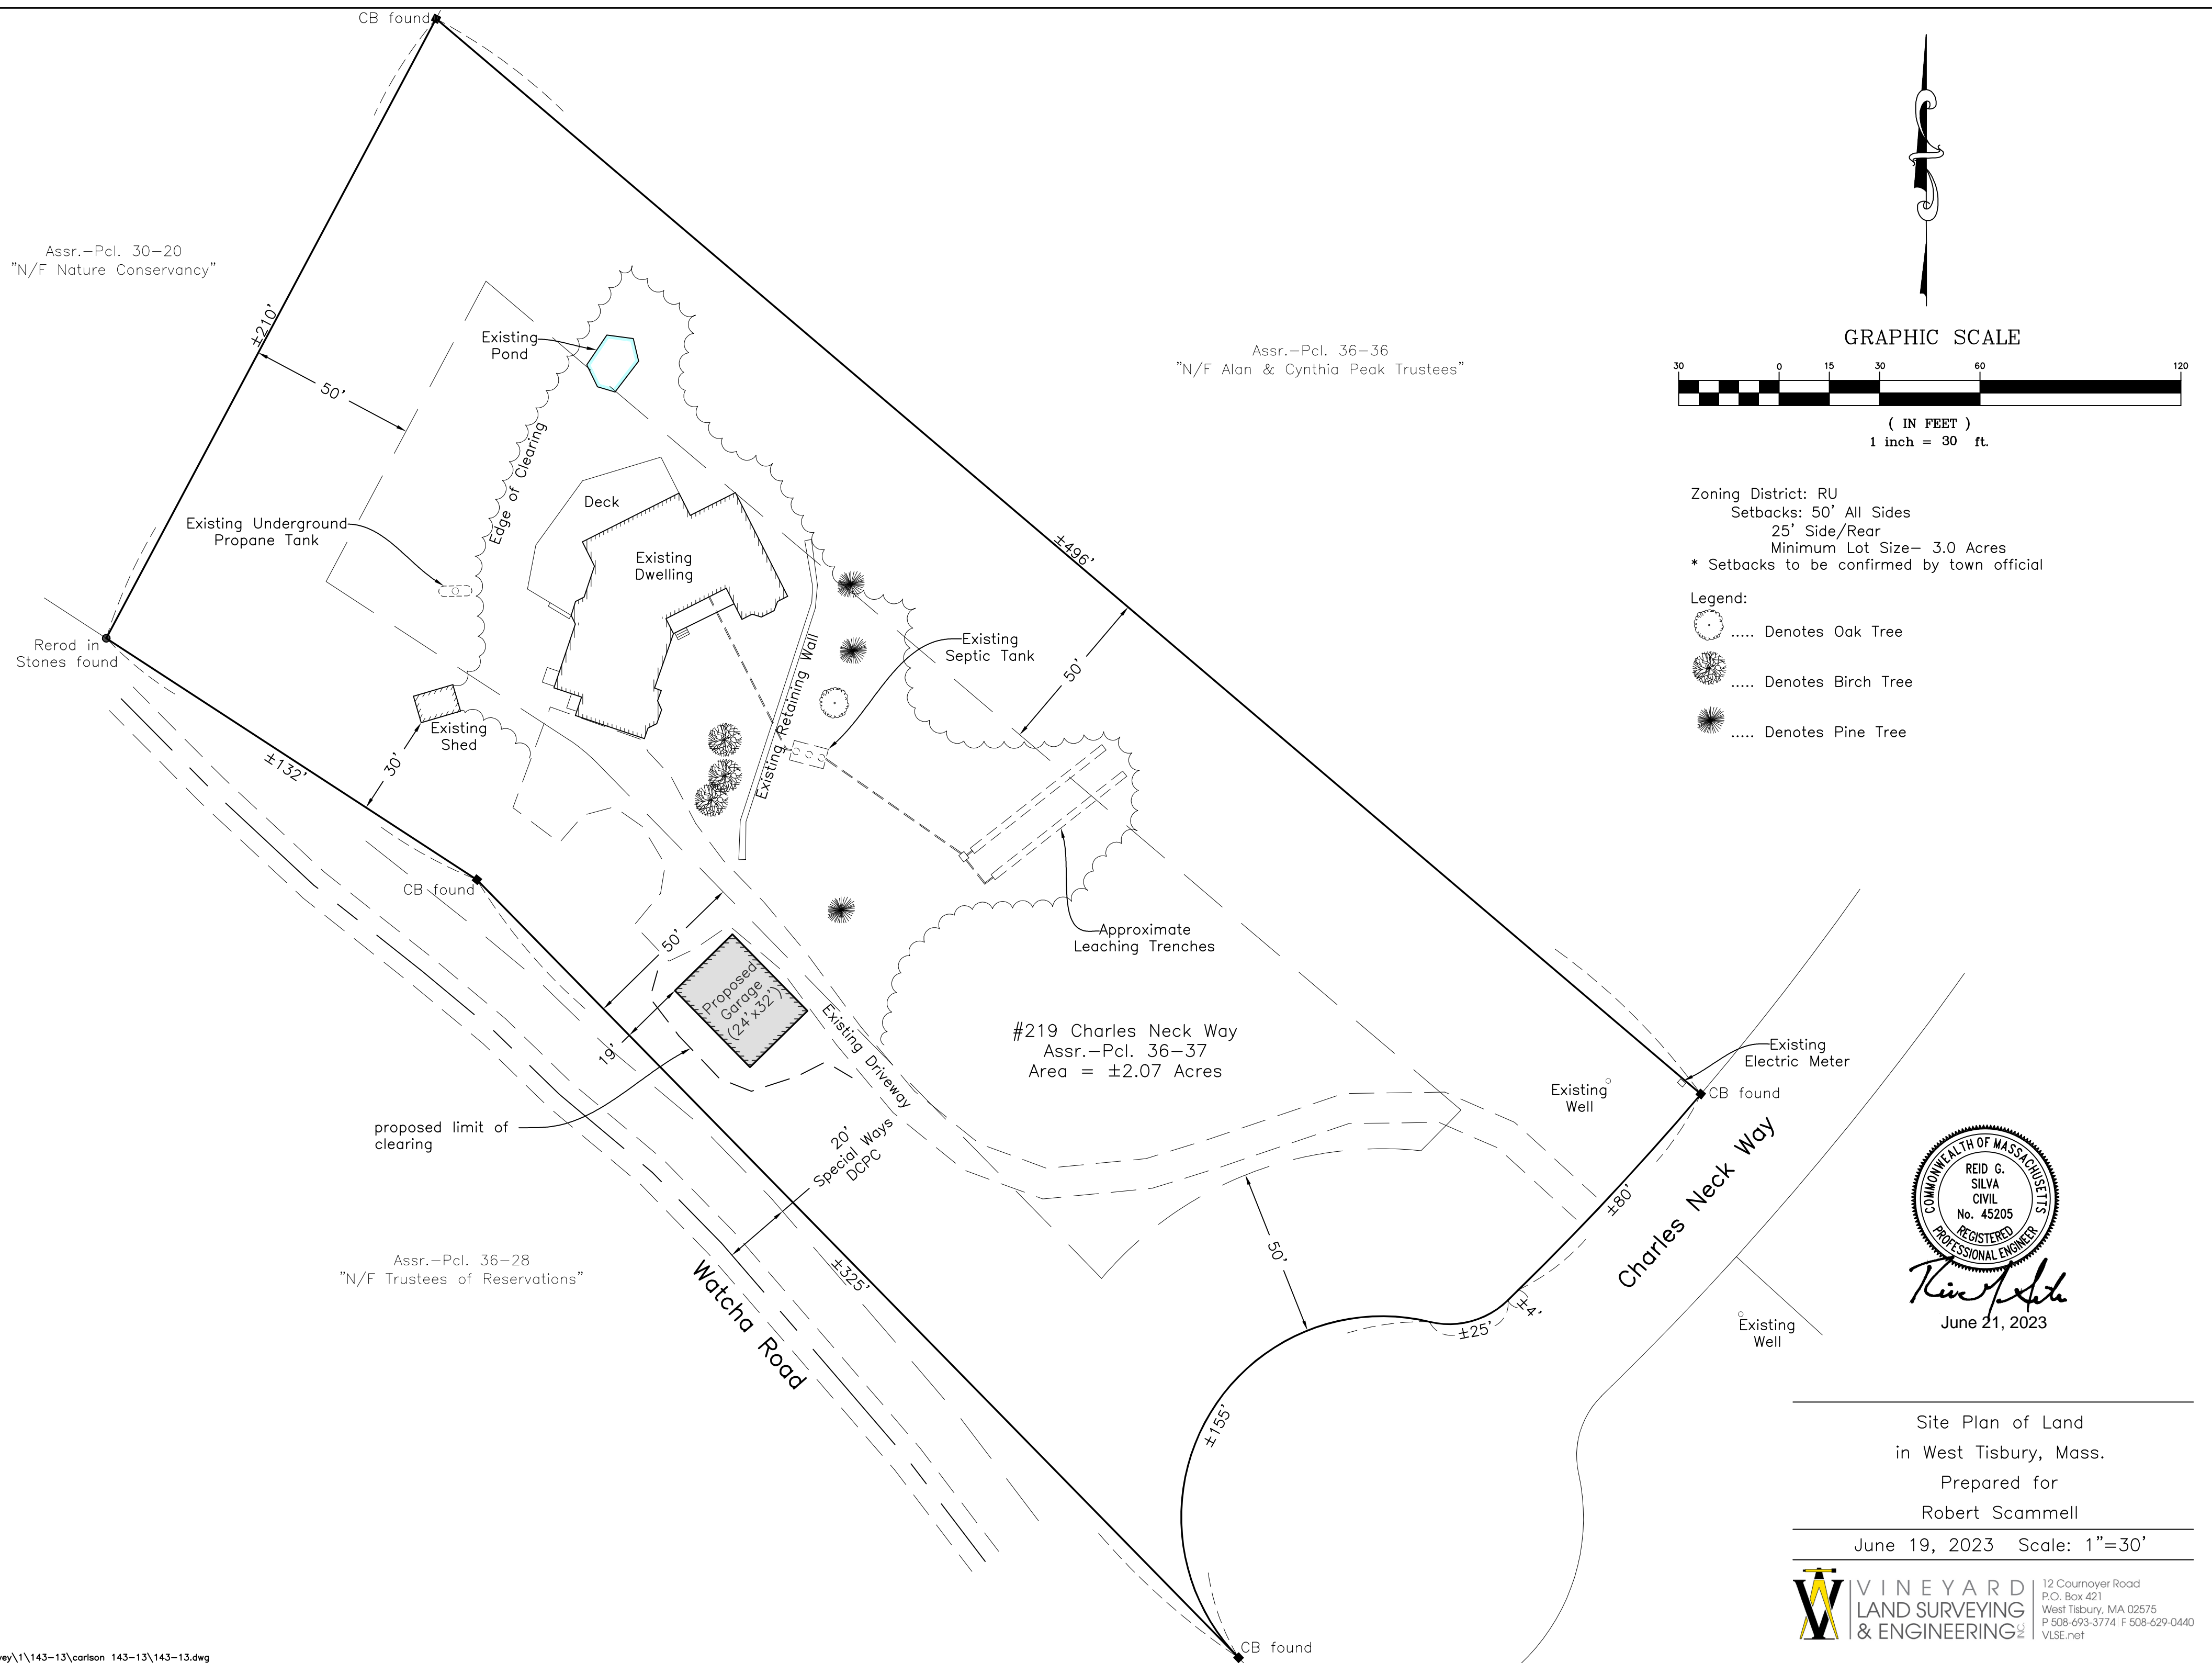 CB found
Assr.-Pcl. 30-20
"N/F Nature Conservancy"
±210'
50'
Existing
Pond
Edge of Clearing
Deck
Existing Underground
Propane Tank
Existing
Dwelling
Rerod in
Stones found
Existing
Shed
30'
±132'
CB found
Existing Retaining Wall
Existing
Septic Tank
Assr.-Pcl. 36-36
"N/F Alan & Cynthia Peak Trustees"
±496'
50'
Approximate
Leaching Trenches
50'
Proposed
Garage
(24'x32')
19'
Existing Driveway
proposed limit of
clearing
20'
Special Ways
DCPC
#219 Charles Neck Way
Assr.-Pcl. 36-37
Area = ±2.07 Acres
Assr.-Pcl. 36-28
"N/F Trustees of Reservations"
Watcha Road
±325'
50'
±155'
±25'
±4'
±80'
Charles Neck Way
Existing
Well
Existing
Electric Meter
CB found
Existing
Well
CB found
GRAPHIC SCALE
30 0 15 30 60 120
( IN FEET )
1 inch = 30 ft.
Zoning District: RU
Setbacks: 50' All Sides
25' Side/Rear
Minimum Lot Size- 3.0 Acres
* Setbacks to be confirmed by town official
Legend:
..... Denotes Oak Tree
..... Denotes Birch Tree
..... Denotes Pine Tree
COMMONWEALTH OF MASSACHUSETTS
REID G.
SILVA
CIVIL
No. 45205
REGISTERED
PROFESSIONAL ENGINEER
June 21, 2023
Site Plan of Land
in West Tisbury, Mass.
Prepared for
Robert Scammell
June 19, 2023 Scale: 1"=30'
VINEYARD
LAND SURVEYING
& ENGINEERING INC.
12 Cournoyer Road
P.O. Box 421
West Tisbury, MA 02575
P 508-693-3774 F 508-629-0440
VLSE.net
vey\1\143-13\carlson 143-13\143-13.dwg